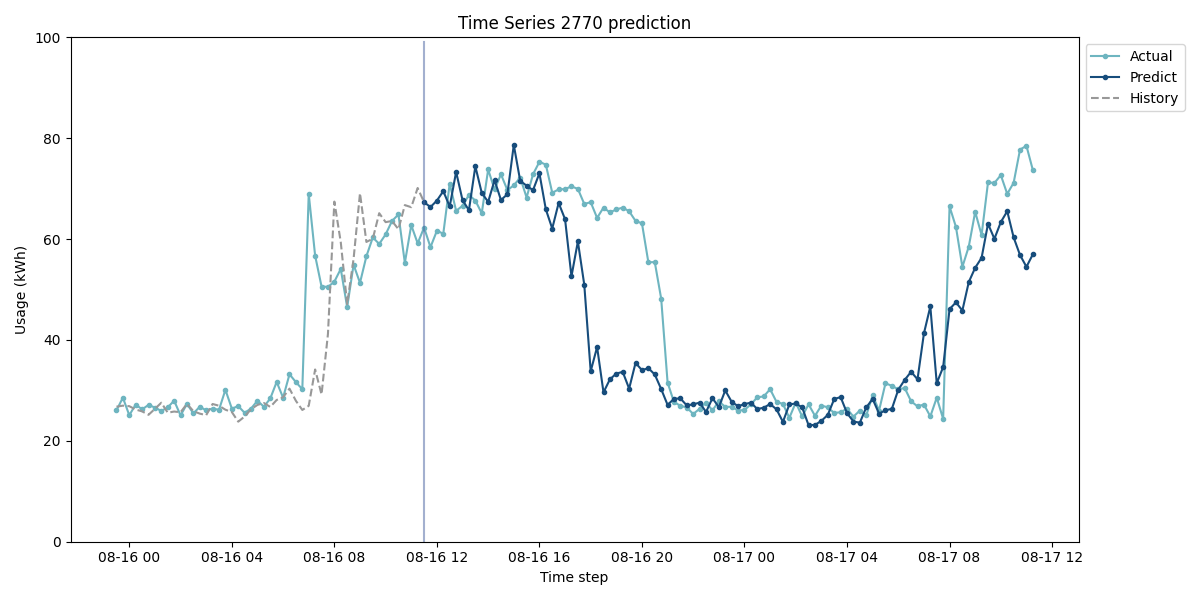 Time Series 2770 prediction
100
80
60
40
20
0
Usage (kWh)
08-16 00
08-16 04
08-16 08
08-16 12
08-16 16
08-16 20
08-17 00
08-17 04
08-17 08
08-17 12
Time step
Actual
Predict
History